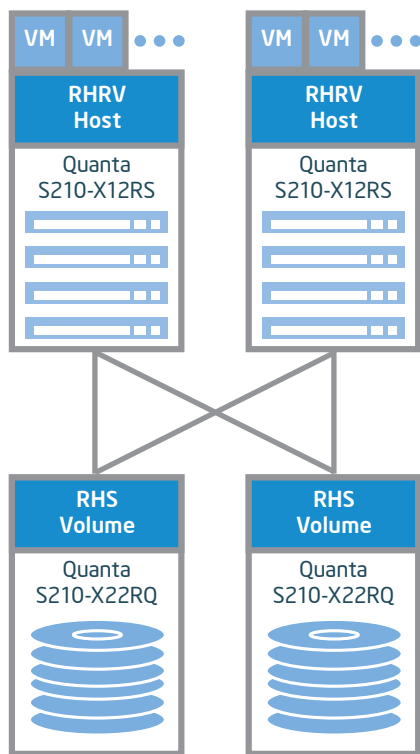 VM VM VM VM
RHRV
Host
RHRV
Host
Quanta
S210-X12RS
Quanta
S210-X12RS
RHS
Volume
RHS
Volume
Quanta
S210-X22RQ
Quanta
S210-X22RQ